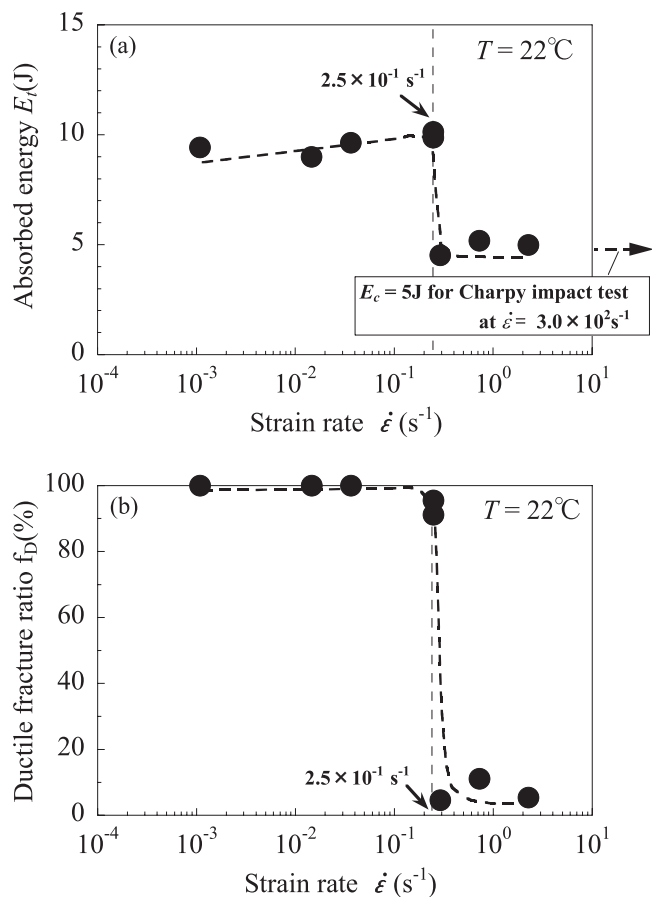 15
(a)
T = 22℃
2.5×10⁻¹ s⁻¹
10
Absorbed energy Eₜ(J)
5
E_c = 5J for Charpy impact test
at ε̇ = 3.0×10²s⁻¹
0
10⁻⁴ 10⁻³ 10⁻² 10⁻¹ 10⁰ 10¹
Strain rate ε̇ (s⁻¹)
100
(b)
T = 22℃
80
60
Ductile fracture ratio f_D(%)
40
20
2.5×10⁻¹ s⁻¹
0
10⁻⁴ 10⁻³ 10⁻² 10⁻¹ 10⁰ 10¹
Strain rate ε̇ (s⁻¹)